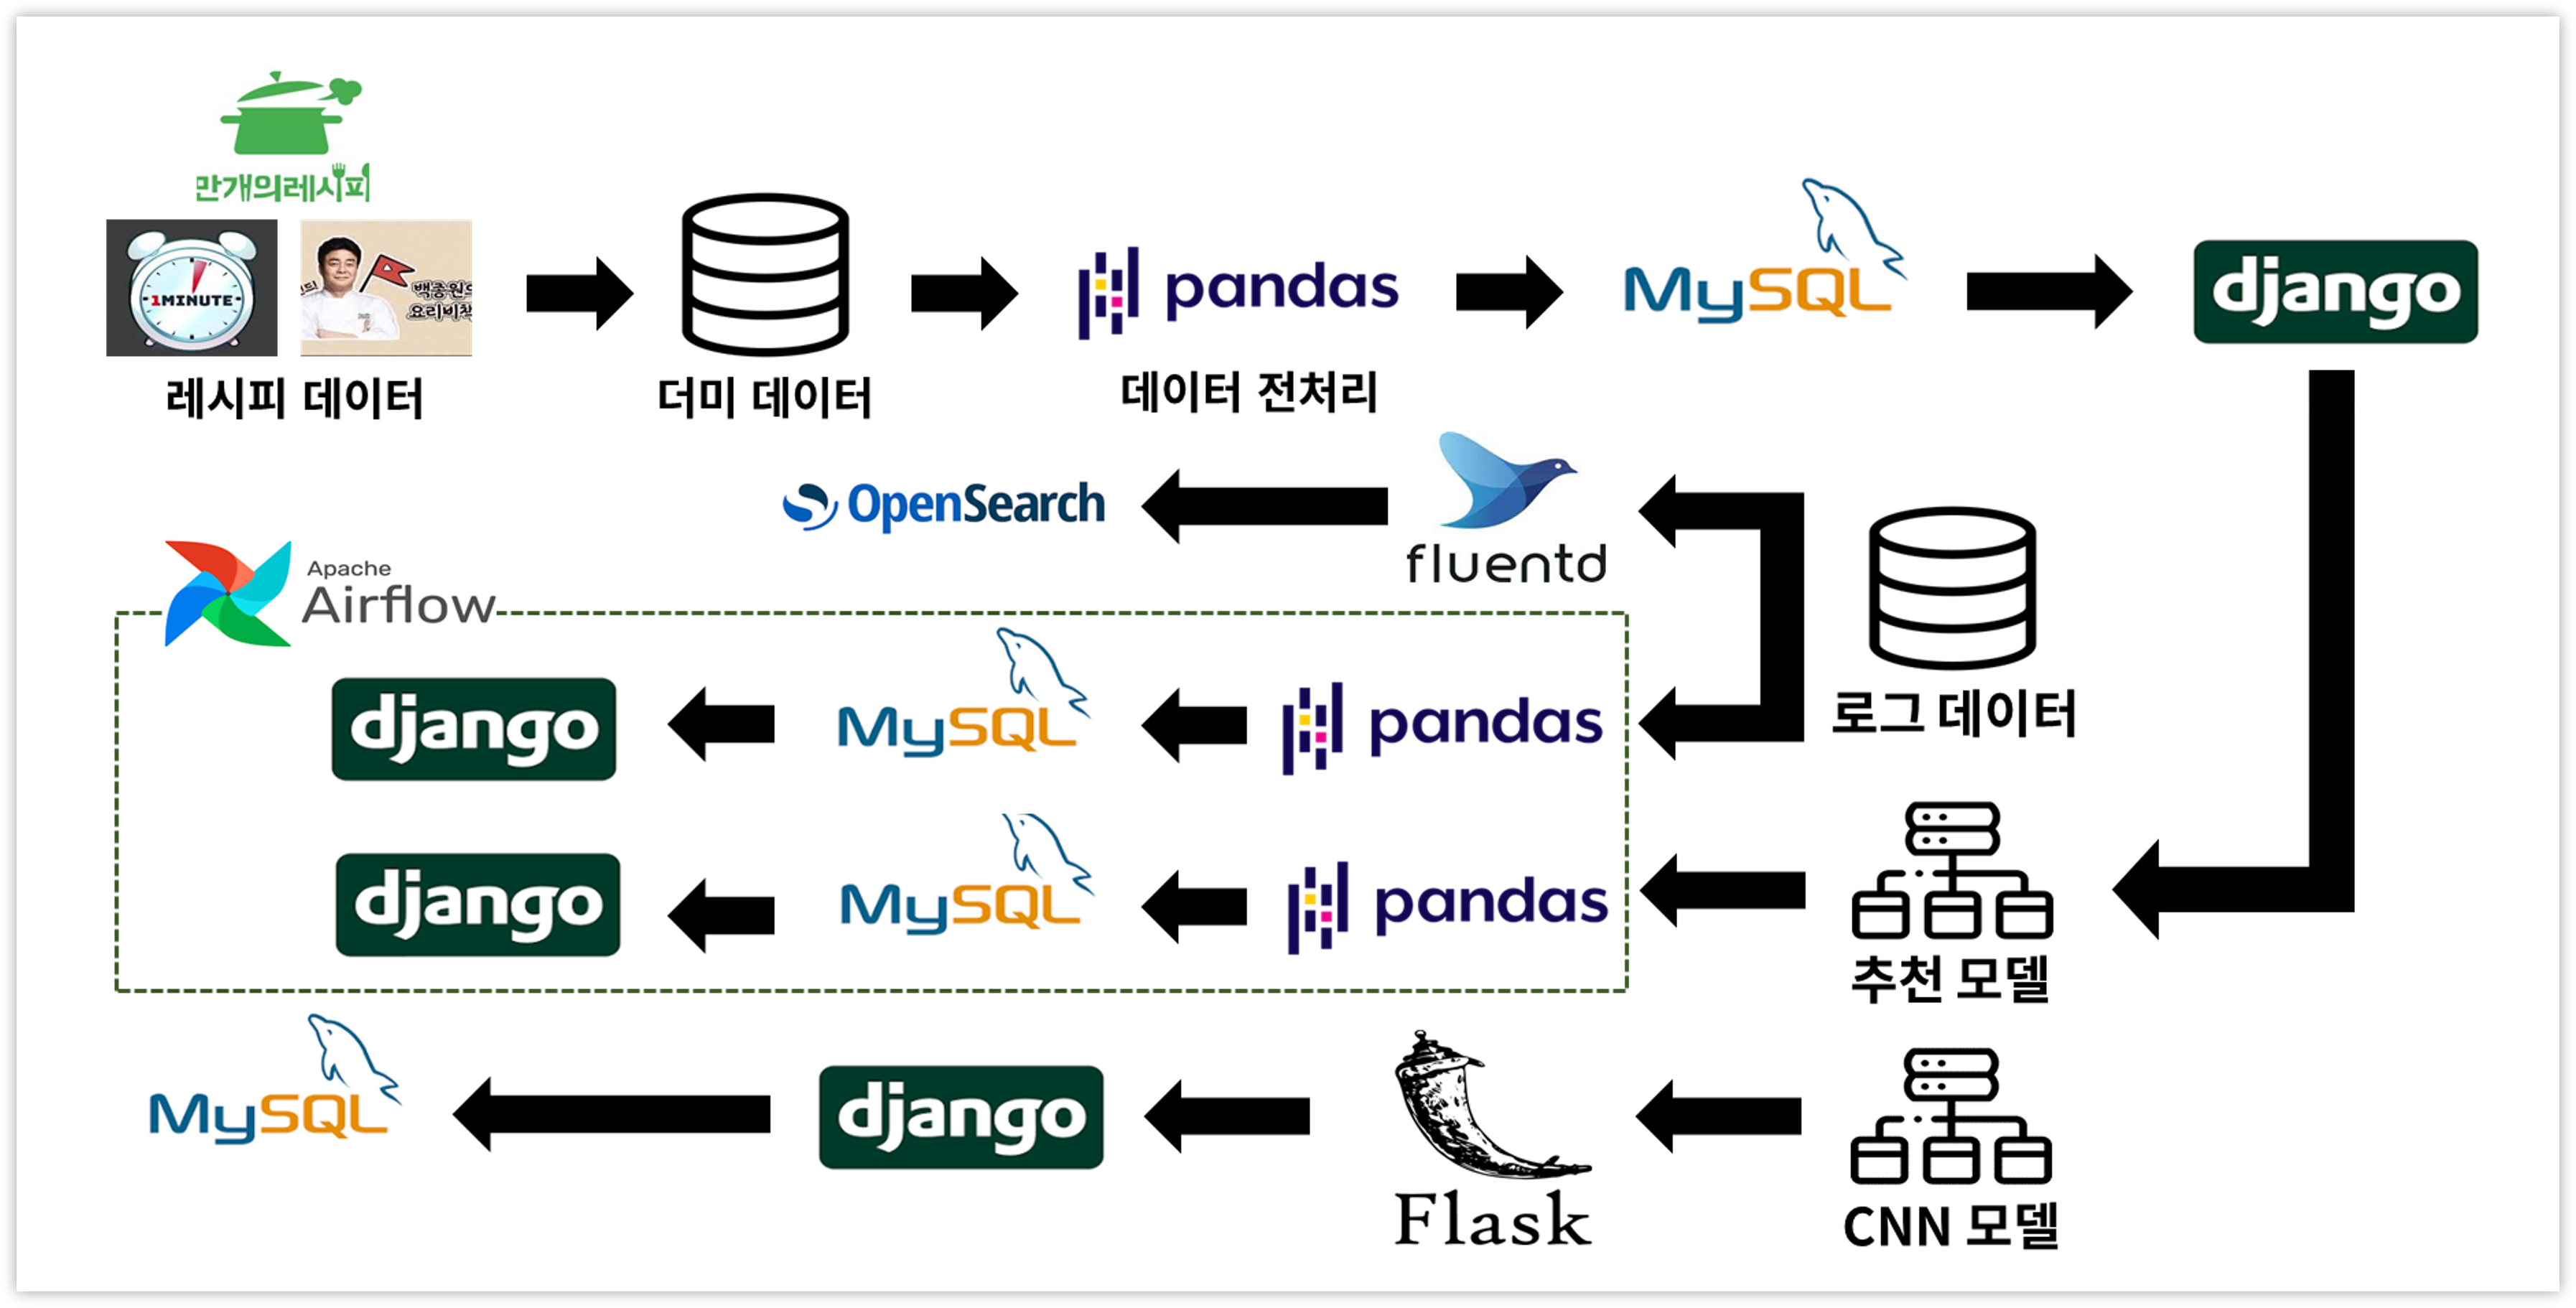 만개의레시피
-1MINUTE-
백종원의
요리비책
레시피 데이터
더미 데이터
pandas
데이터 전처리
MySQL
django
OpenSearch
fluentd
로그 데이터
Apache
Airflow
django
MySQL
pandas
django
MySQL
pandas
추천 모델
MySQL
django
Flask
CNN 모델